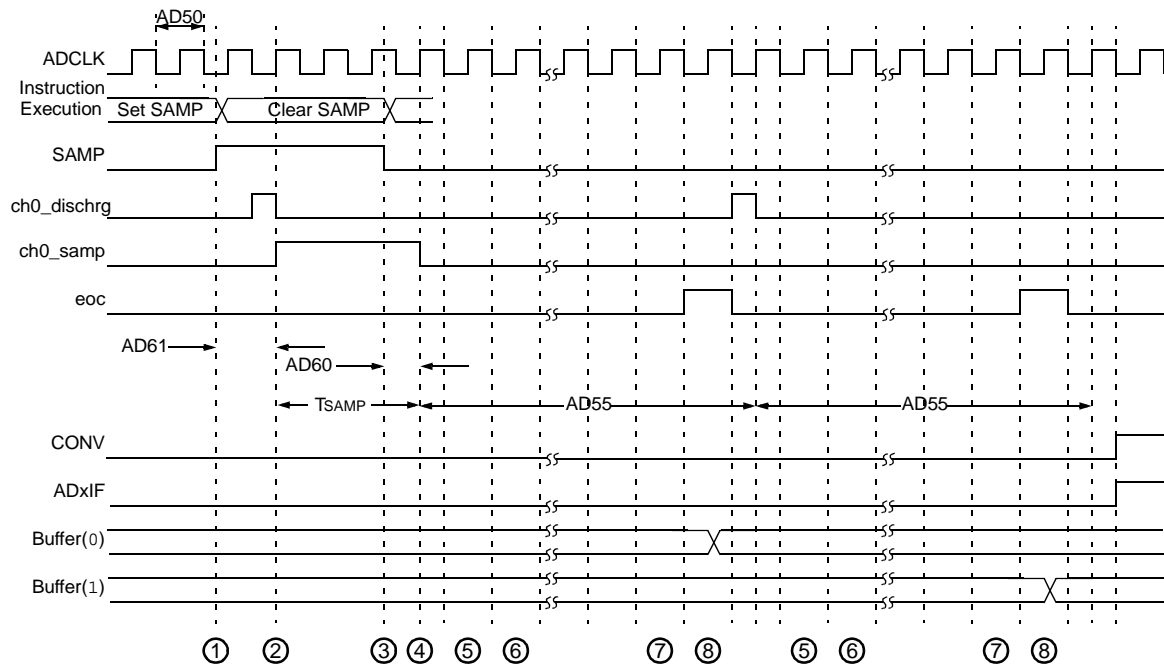 AD50
ADCLK
Instruction
Execution
Set SAMP
Clear SAMP
SAMP
ch0_dischrg
ch0_samp
eoc
AD61
AD60
TSAMP
AD55
AD55
CONV
ADxIF
Buffer(0)
Buffer(1)
1 2 3 4 5 6 7 8 5 6 7 8